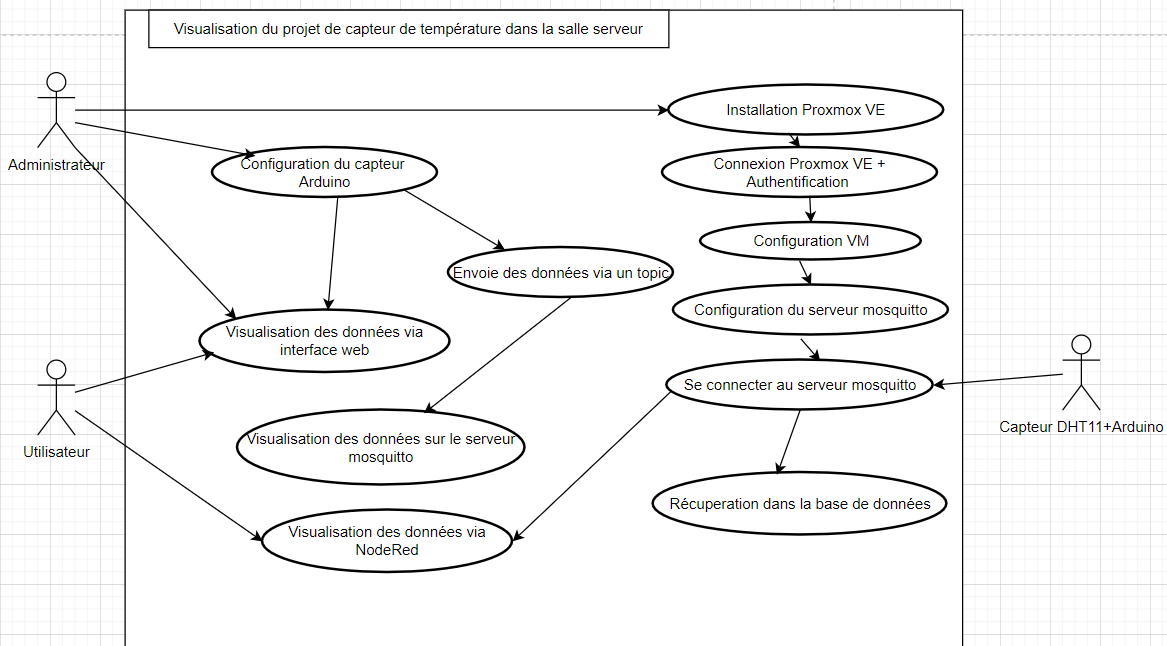 Visualisation du projet de capteur de température dans la salle serveur
Administrateur
Installation Proxmox VE
Configuration du capteur
Arduino
Connexion Proxmox VE +
Authentification
Configuration VM
Envoie des données via un topic
Configuration du serveur mosquitto
Visualisation des données via
interface web
Se connecter au serveur mosquitto
Capteur DHT11+Arduino
Utilisateur
Visualisation des données sur le serveur
mosquitto
Récuperation dans la base de données
Visualisation des données via
NodeRed